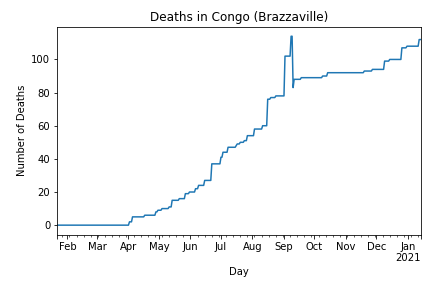 Deaths in Congo (Brazzaville)
Number of Deaths
100
80
60
40
20
0
Feb Mar Apr May Jun Jul Aug Sep Oct Nov Dec Jan
2021
Day